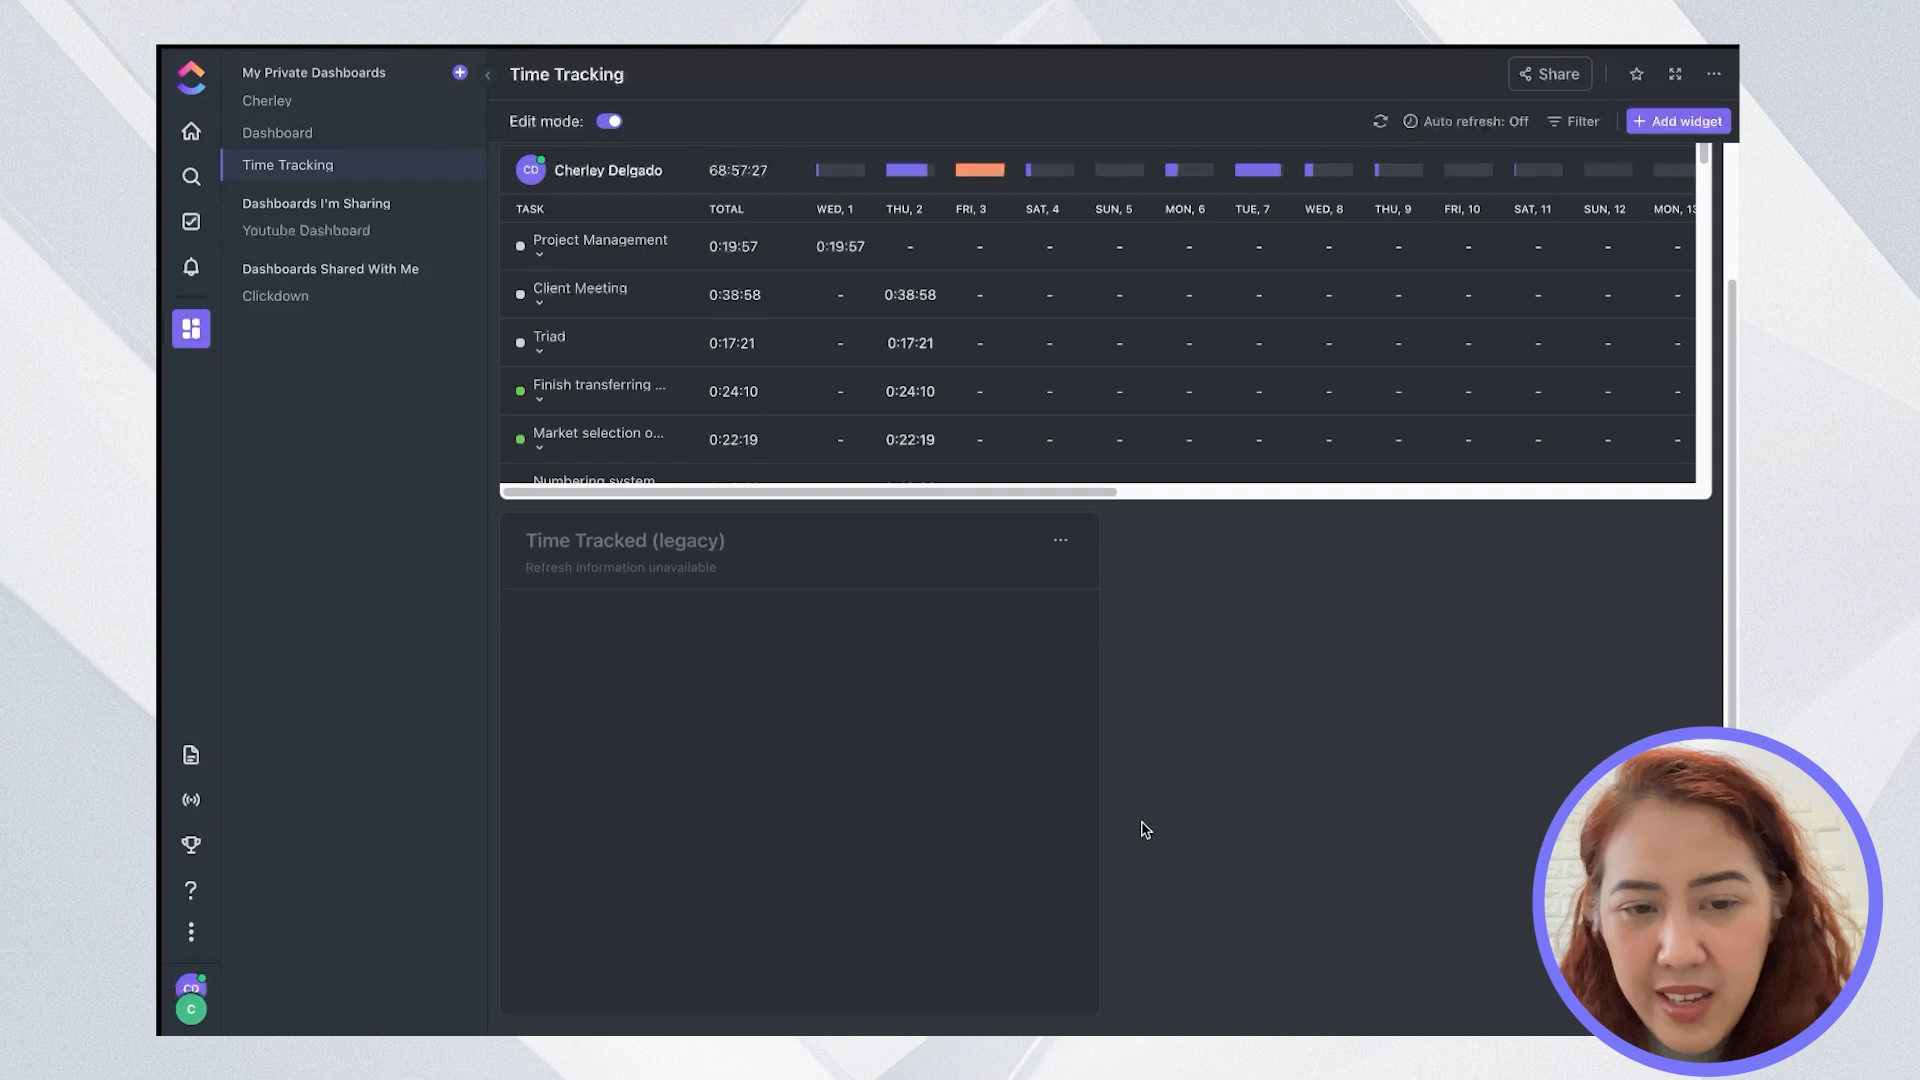 My Private Dashboards
Cherley
Dashboard
Time Tracking
Dashboards I'm Sharing
Youtube Dashboard
Dashboards Shared With Me
Clickdown
Time Tracking
Share
Edit mode:
Auto refresh: Off
Filter
+ Add widget
CD
Cherley Delgado
68:57:27
TASK TOTAL WED, 1 THU, 2 FRI, 3 SAT, 4 SUN, 5 MON, 6 TUE, 7 WED, 8 THU, 9 FRI, 10 SAT, 11 SUN, 12 MON, 13
Project Management 0:19:57 0:19:57 - - - - - - - - - - - -
Client Meeting 0:38:58 - 0:38:58 - - - - - - - - - - -
Triad 0:17:21 - 0:17:21 - - - - - - - - - - -
Finish transferring ... 0:24:10 - 0:24:10 - - - - - - - - - - -
Market selection o... 0:22:19 - 0:22:19 - - - - - - - - - - -
Numbering system
Time Tracked (legacy)
Refresh information unavailable
CD
C